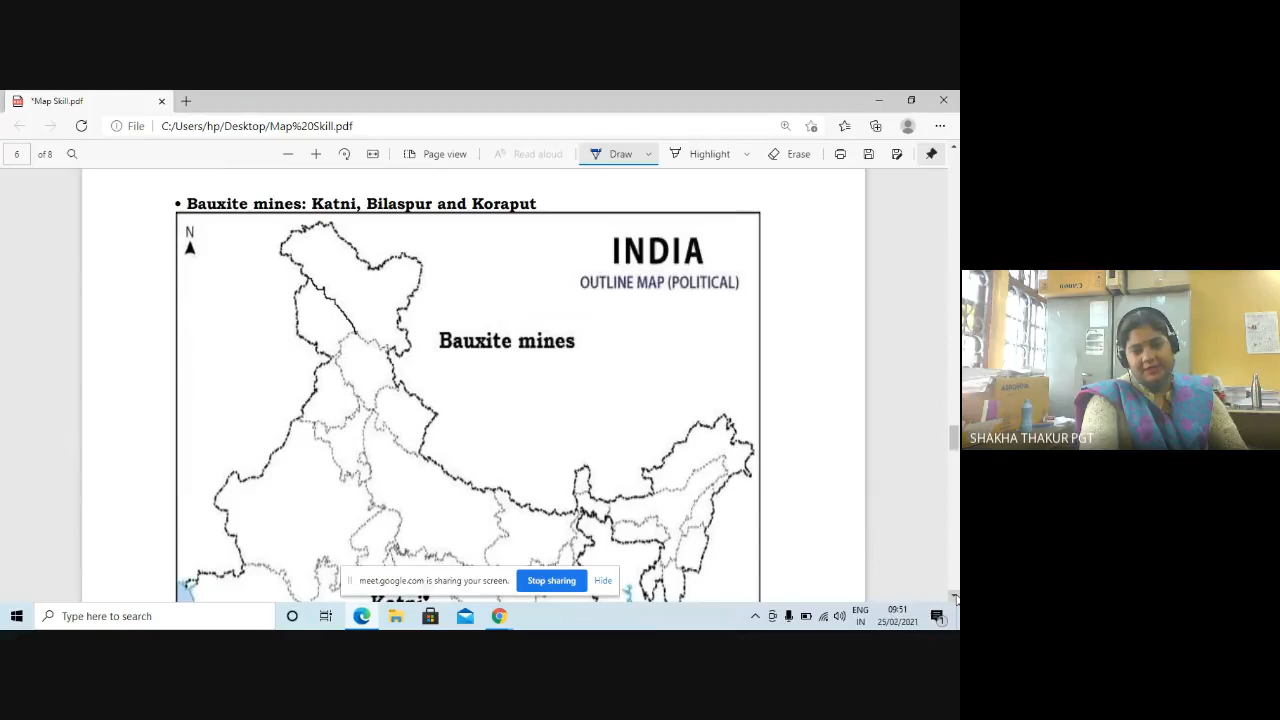 *Map Skill.pdf
File
C:/Users/hp/Desktop/Map%20Skill.pdf
6
of 8
Page view
Read aloud
Draw
Highlight
Erase
• Bauxite mines: Katni, Bilaspur and Koraput
N
INDIA
OUTLINE MAP (POLITICAL)
Bauxite mines
Katni
SHAKHA THAKUR PGT
meet.google.com is sharing your screen.
Stop sharing
Hide
Type here to search
ENG
IN
09:51
25/02/2021
1